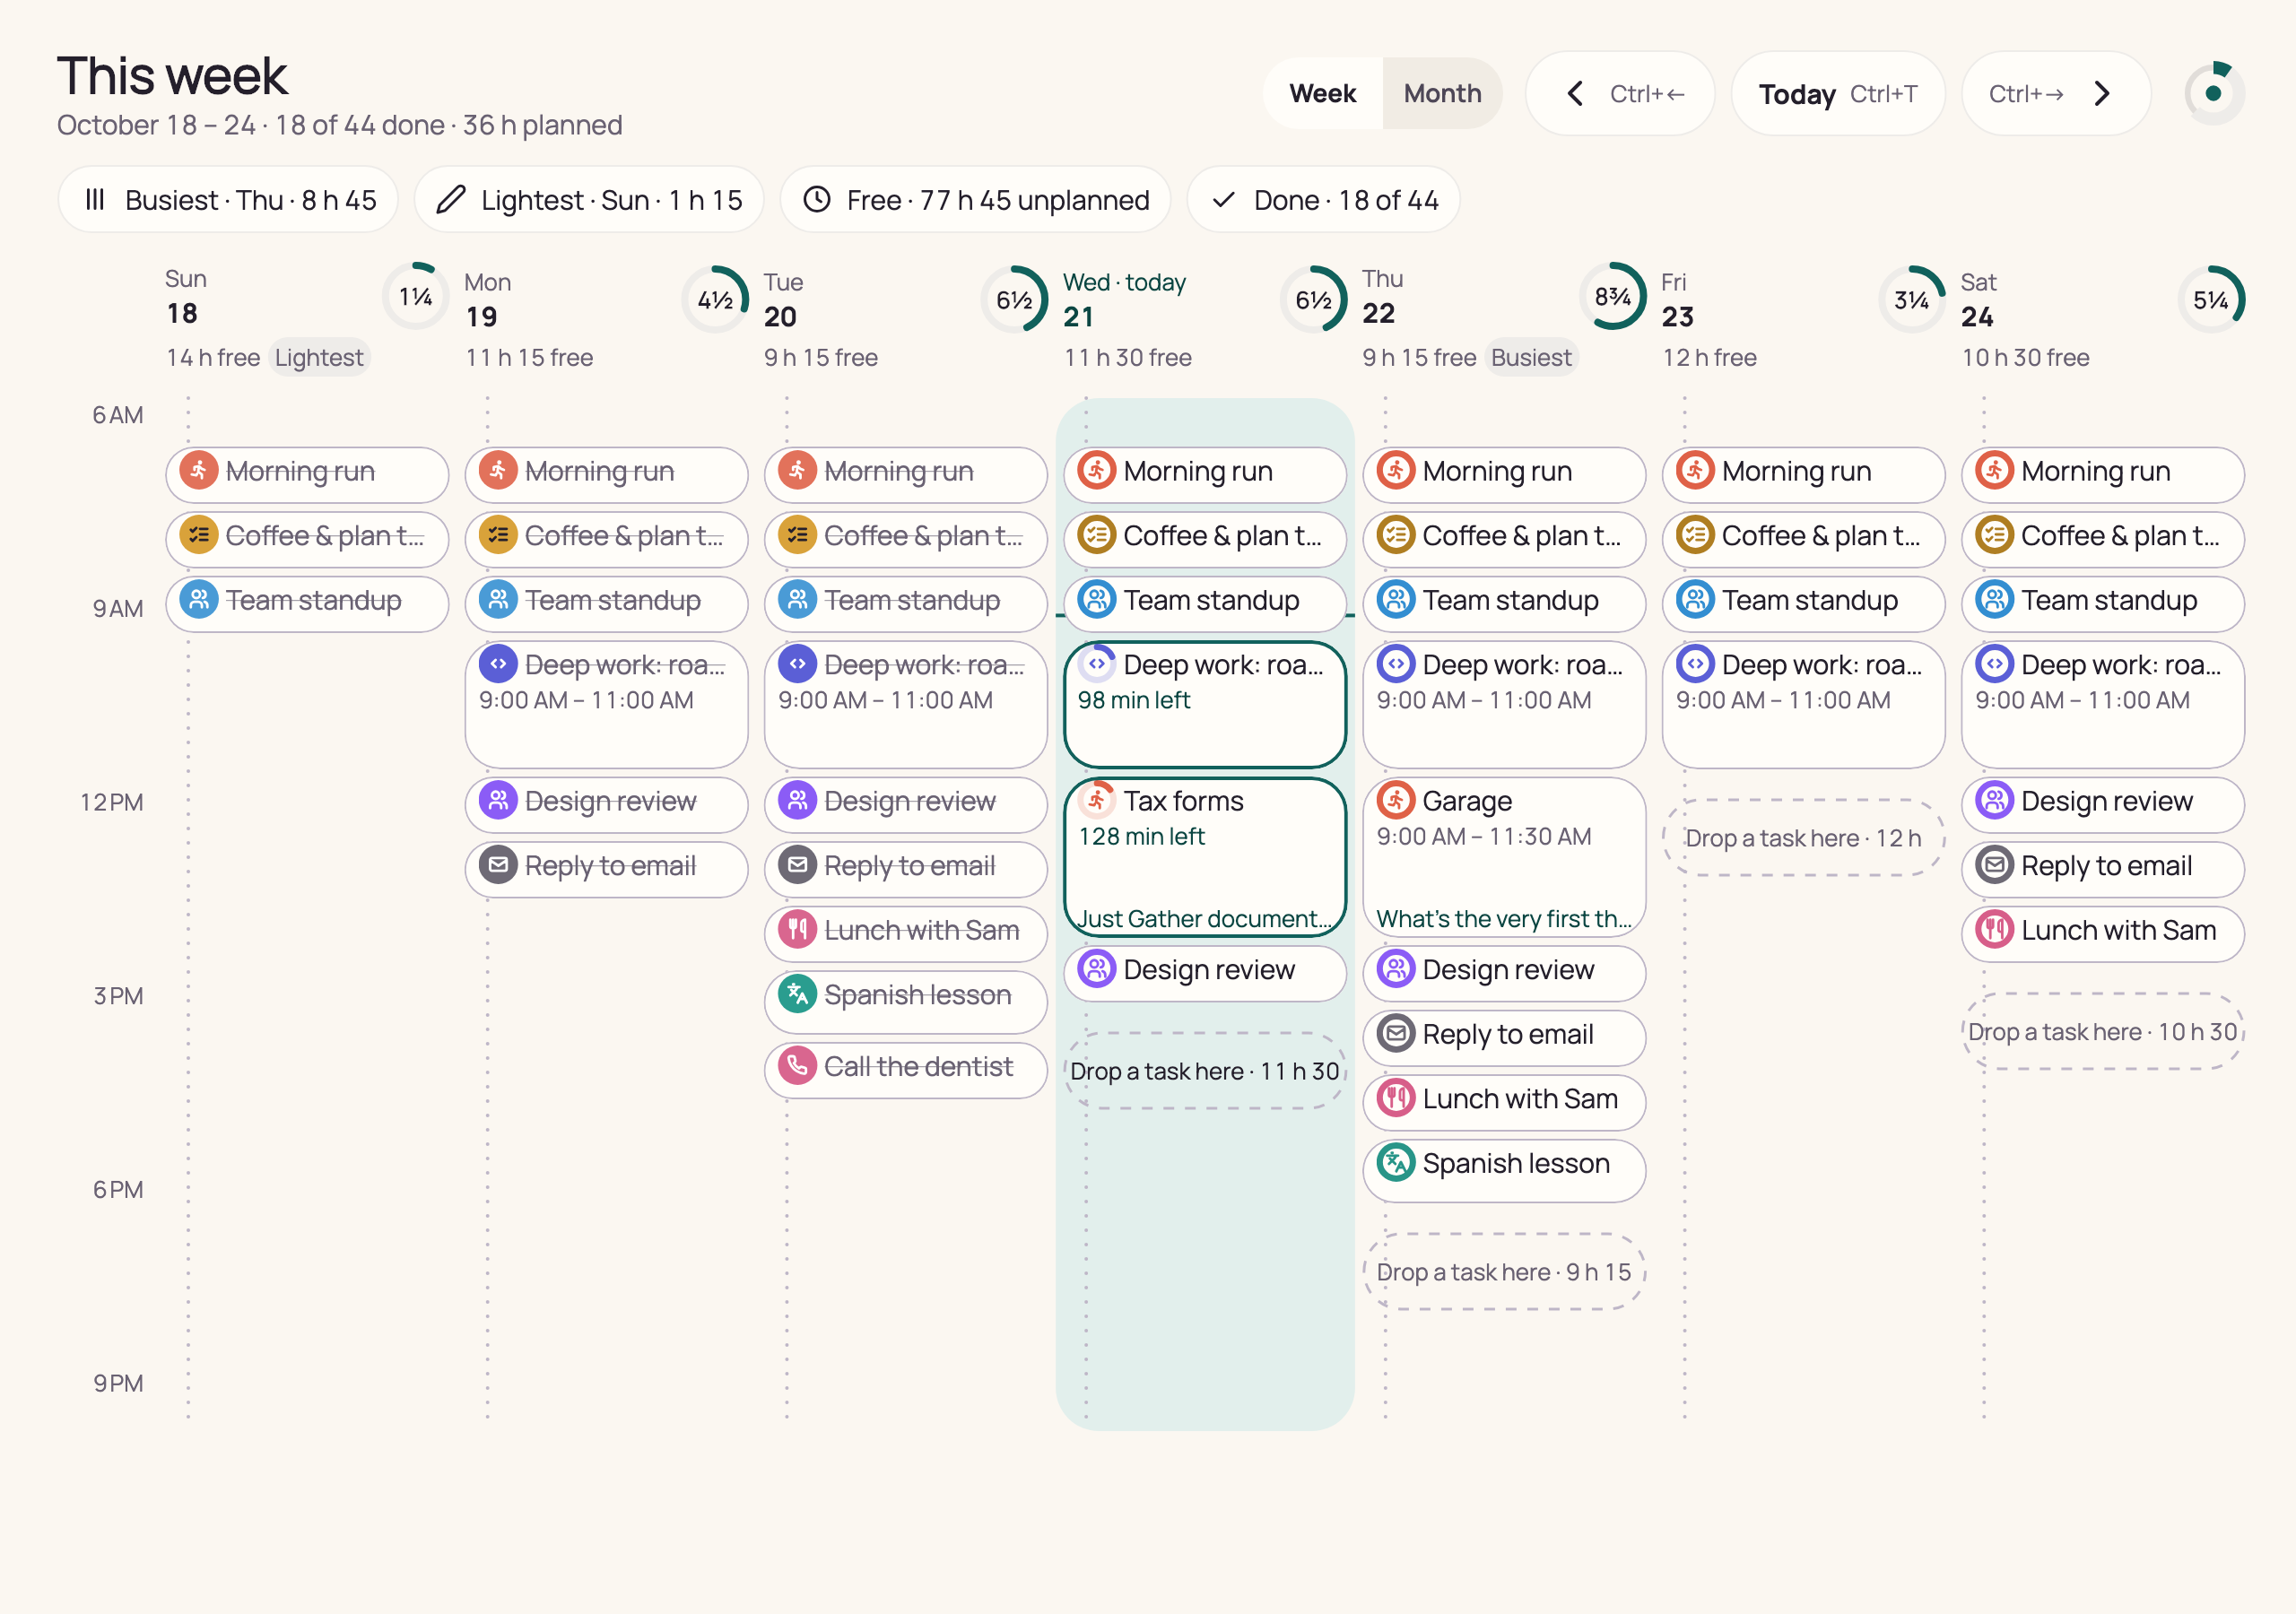 This week
October 18 – 24 · 18 of 44 done · 36 h planned
Week
Month
Ctrl+←
Today Ctrl+T
Ctrl+→
Busiest · Thu · 8 h 45
Lightest · Sun · 1 h 15
Free · 77 h 45 unplanned
Done · 18 of 44
Sun
18
1¼
14 h free Lightest
Mon
19
4½
11 h 15 free
Tue
20
6½
9 h 15 free
Wed · today
21
6½
11 h 30 free
Thu
22
8¾
9 h 15 free Busiest
Fri
23
3¼
12 h free
Sat
24
5¼
10 h 30 free
6 AM
9 AM
12 PM
3 PM
6 PM
9 PM
Morning run
Coffee & plan t...
Team standup
Morning run
Coffee & plan t...
Team standup
Deep work: roa...
9:00 AM – 11:00 AM
Design review
Reply to email
Morning run
Coffee & plan t...
Team standup
Deep work: roa...
9:00 AM – 11:00 AM
Design review
Reply to email
Lunch with Sam
Spanish lesson
Call the dentist
Morning run
Coffee & plan t...
Team standup
Deep work: roa...
98 min left
Tax forms
128 min left
Just Gather document...
Design review
Drop a task here · 11 h 30
Morning run
Coffee & plan t...
Team standup
Deep work: roa...
9:00 AM – 11:00 AM
Garage
9:00 AM – 11:30 AM
What's the very first th...
Design review
Reply to email
Lunch with Sam
Spanish lesson
Drop a task here · 9 h 15
Morning run
Coffee & plan t...
Team standup
Deep work: roa...
9:00 AM – 11:00 AM
Drop a task here · 12 h
Morning run
Coffee & plan t...
Team standup
Deep work: roa...
9:00 AM – 11:00 AM
Design review
Reply to email
Lunch with Sam
Drop a task here · 10 h 30